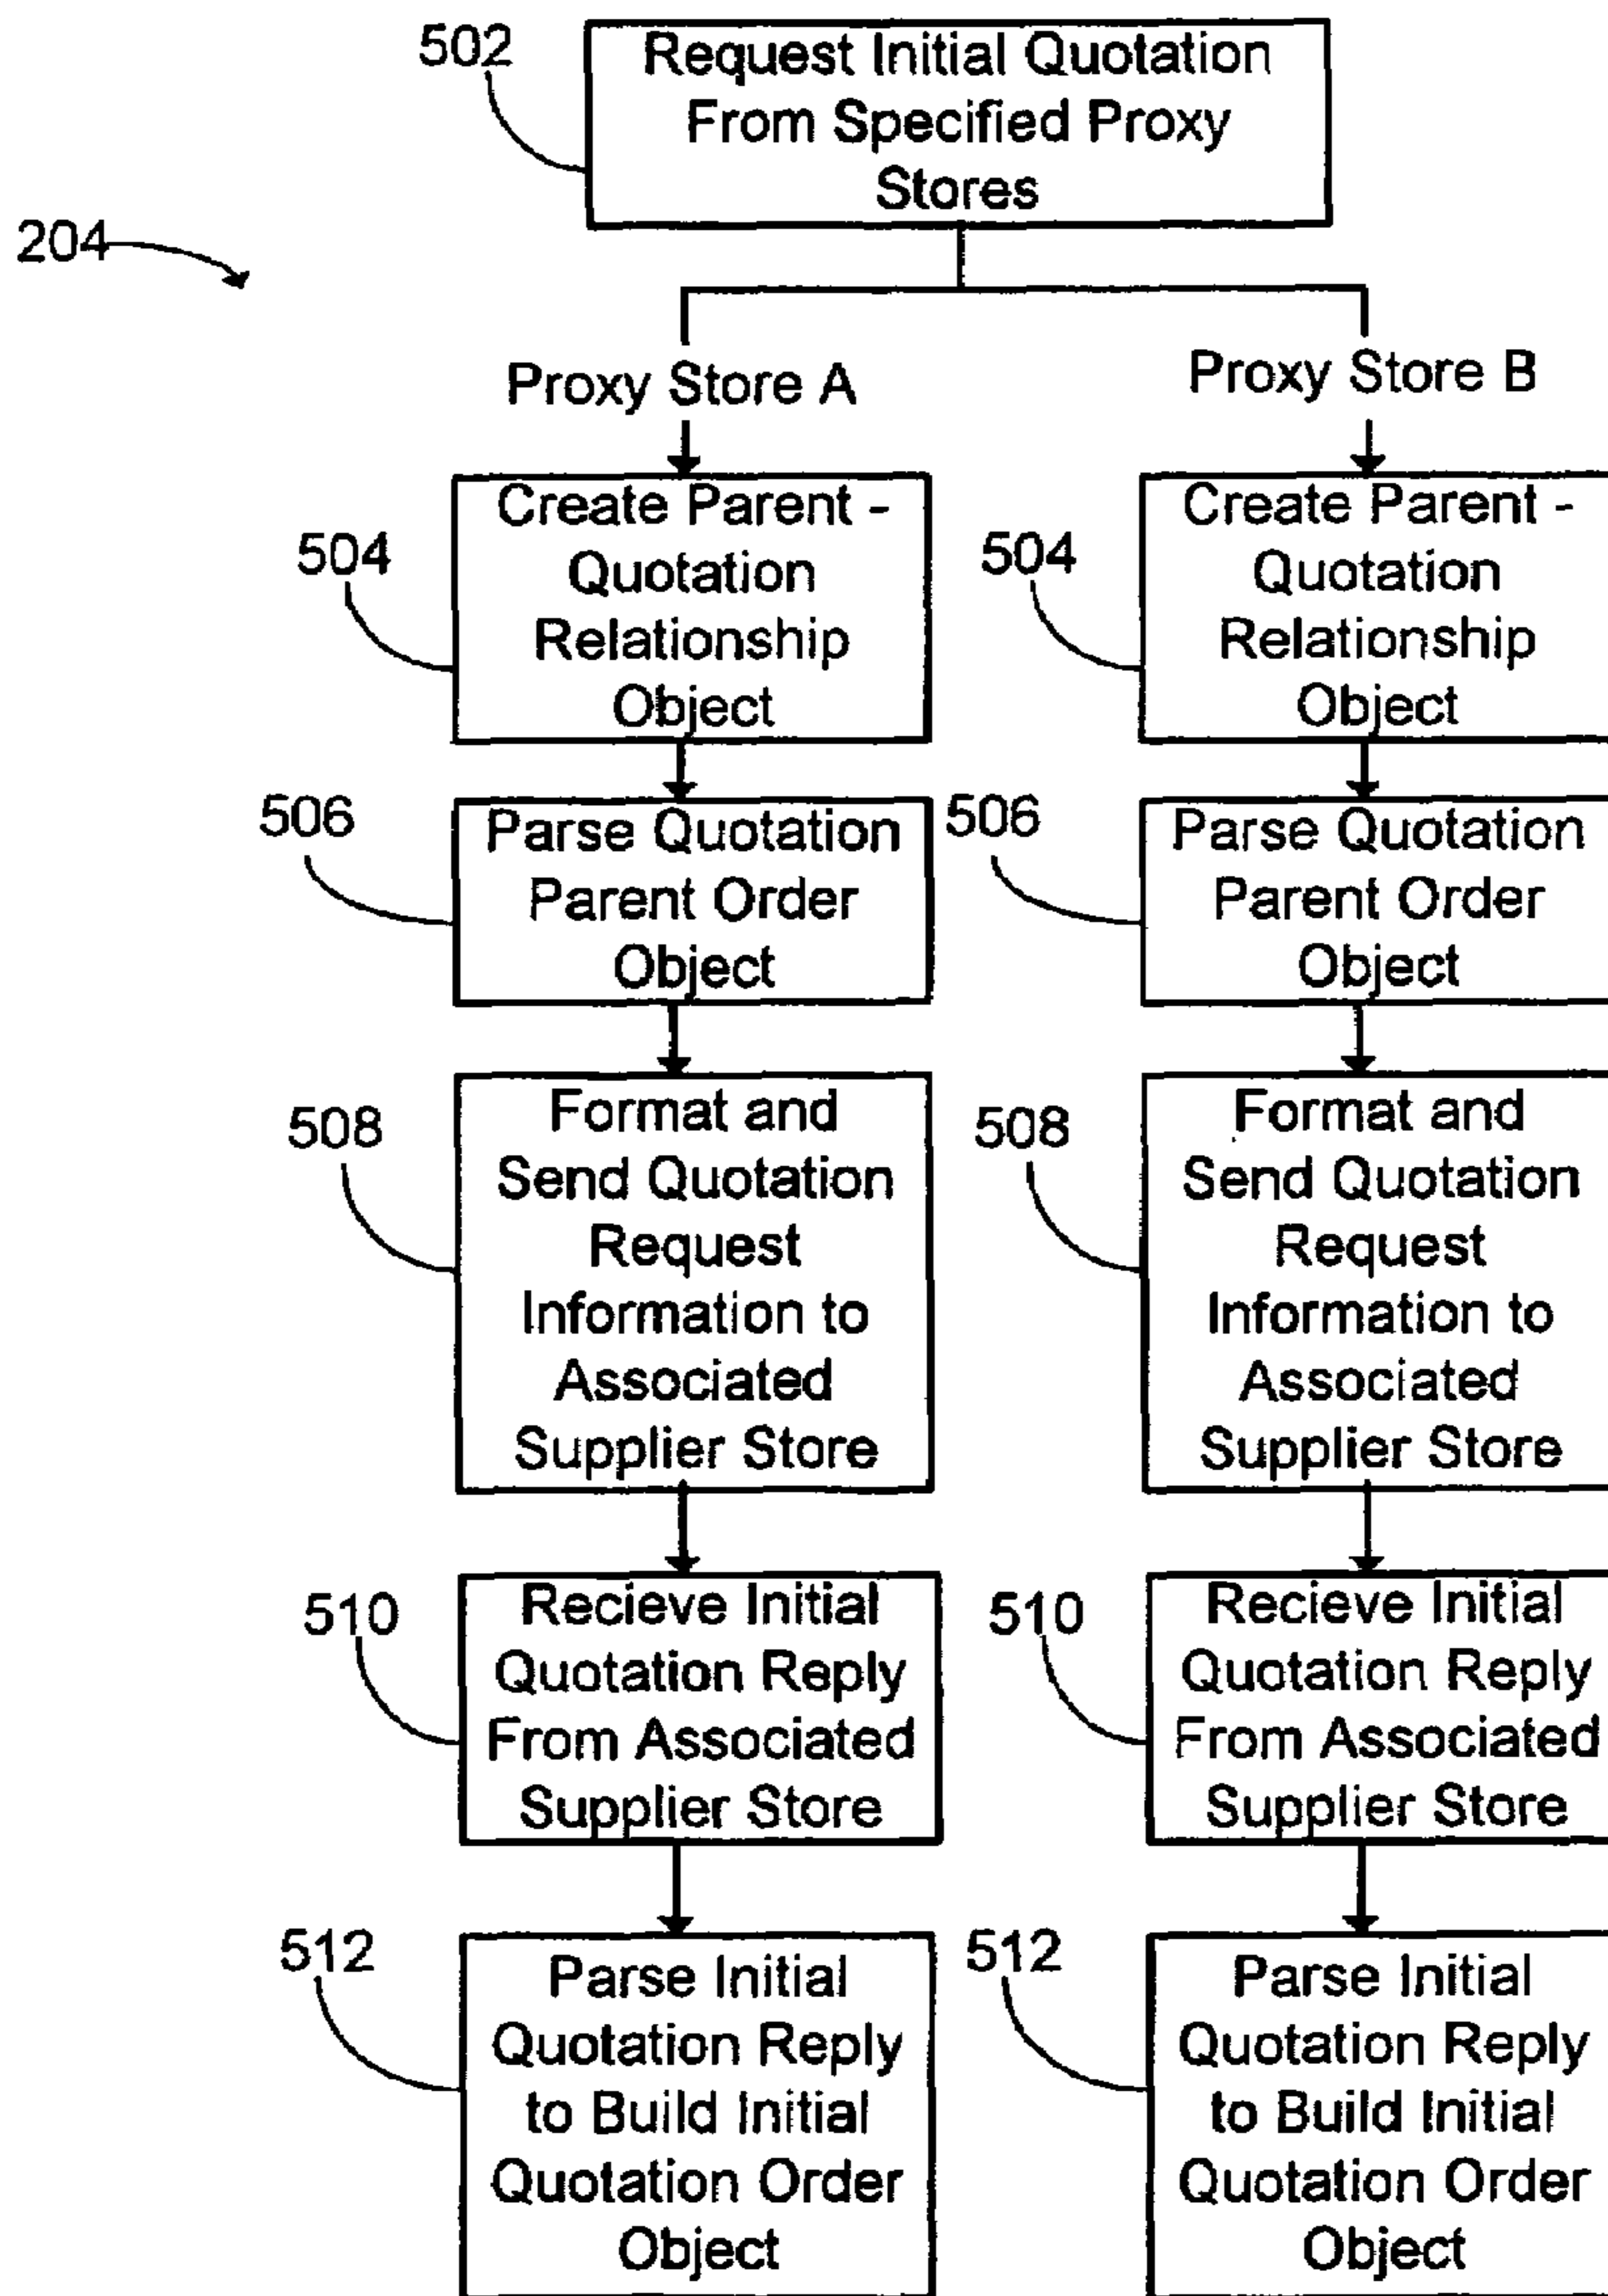 502
Request Initial Quotation
From Specified Proxy
Stores
204
Proxy Store A
Proxy Store B
504
Create Parent -
Quotation
Relationship
Object
504
Create Parent -
Quotation
Relationship
Object
506
Parse Quotation
Parent Order
Object
506
Parse Quotation
Parent Order
Object
508
Format and
Send Quotation
Request
Information to
Associated
Supplier Store
508
Format and
Send Quotation
Request
Information to
Associated
Supplier Store
510
Recieve Initial
Quotation Reply
From Associated
Supplier Store
510
Recieve Initial
Quotation Reply
From Associated
Supplier Store
512
Parse Initial
Quotation Reply
to Build Initial
Quotation Order
Object
512
Parse Initial
Quotation Reply
to Build Initial
Quotation Order
Object